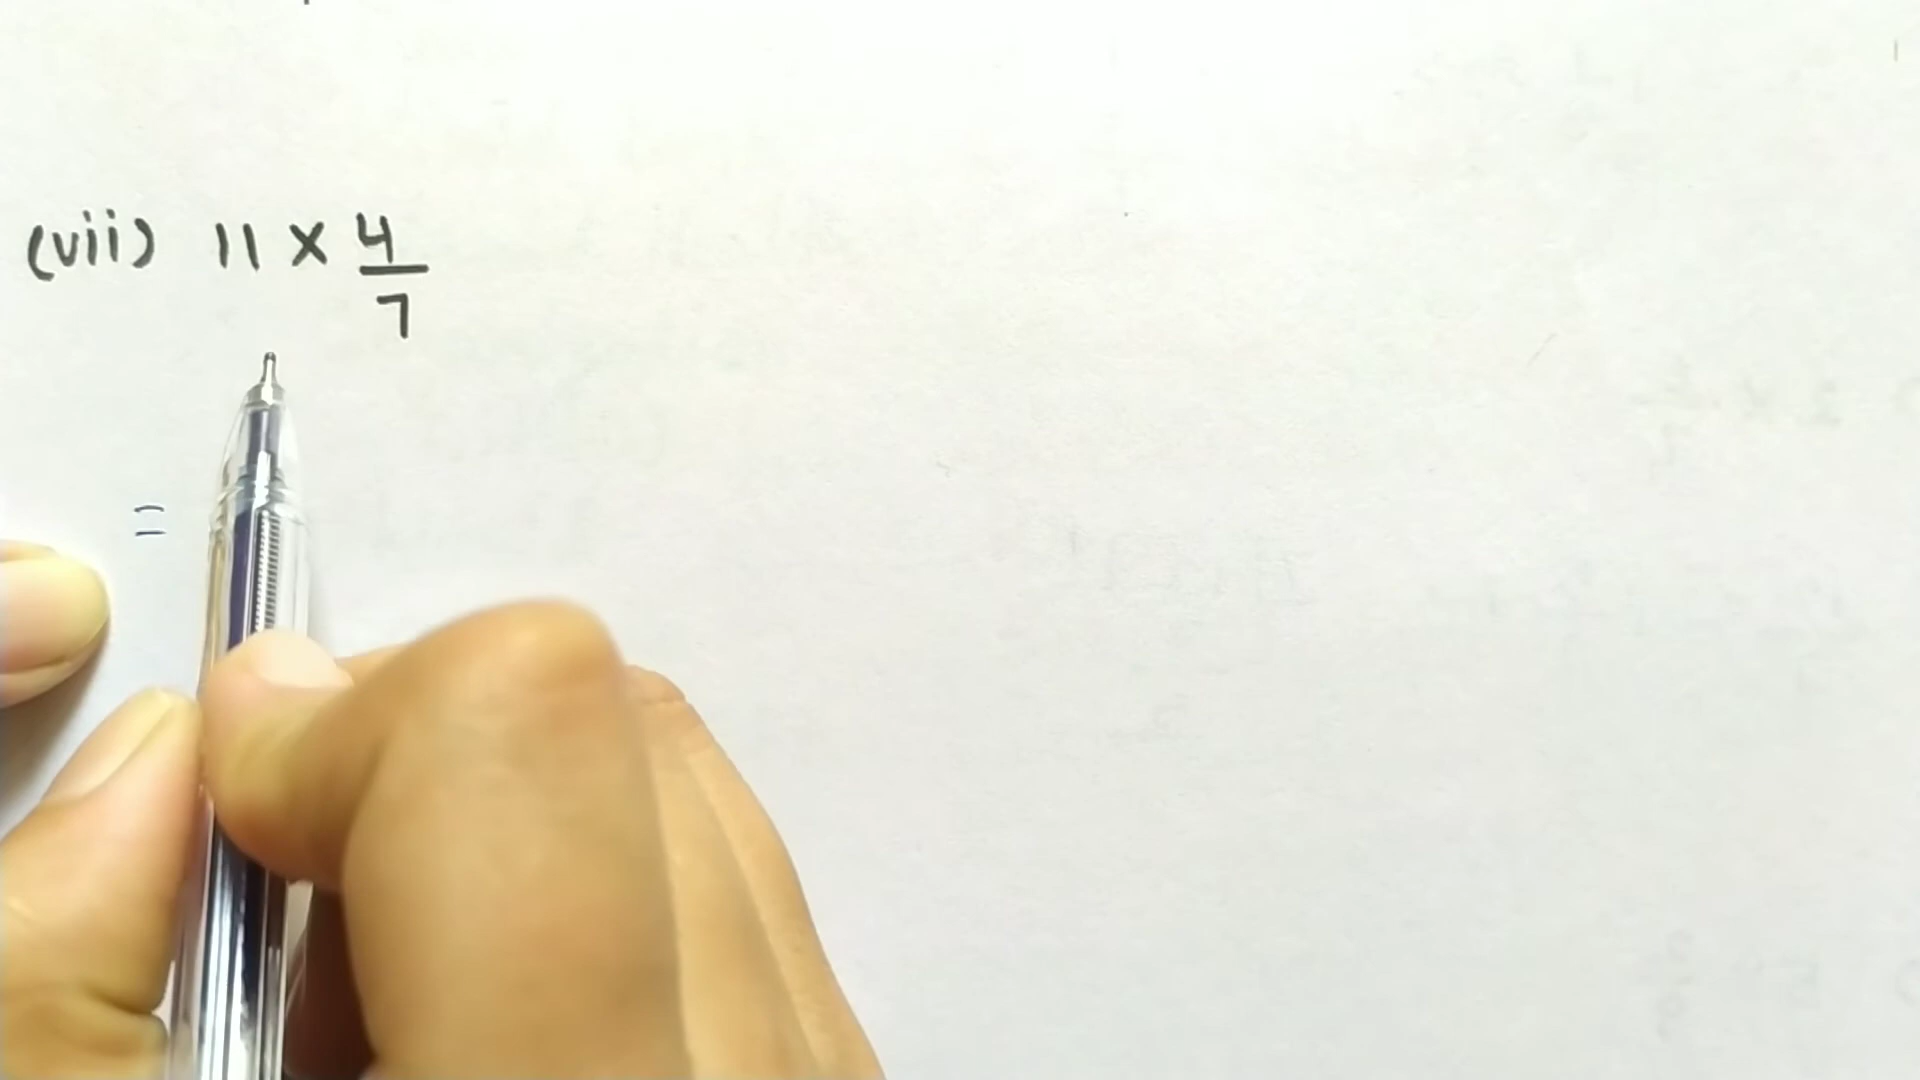 (vii) 11 × 4/7
=